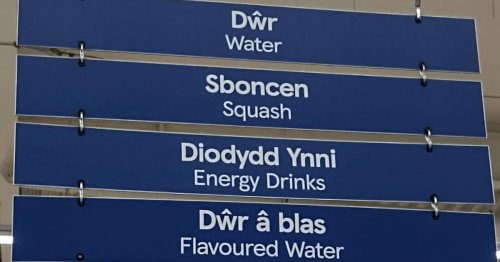 Dŵr
Water
Sboncen
Squash
Diodydd Ynni
Energy Drinks
Dŵr â blas
Flavoured Water